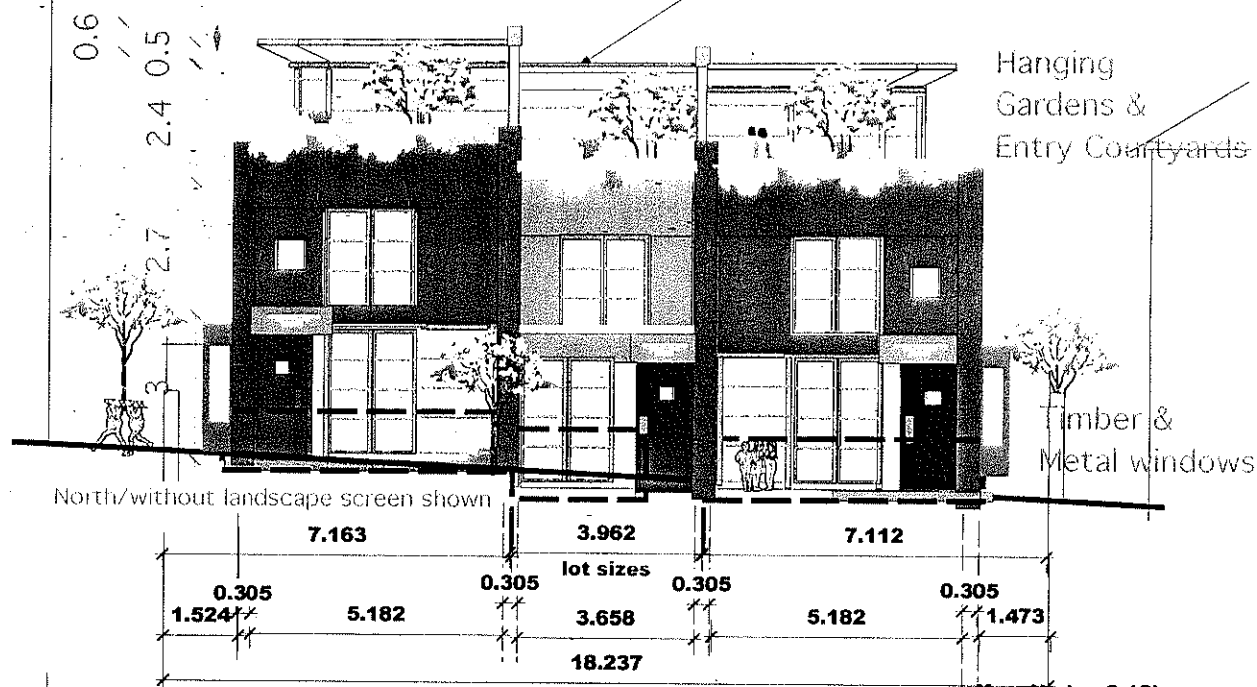 0.6
0.5
2.4
2.7
3
Hanging
Gardens &
Entry Courtyards
Timber &
Metal windows
North/without landscape screen shown
7.163
3.962
7.112
lot sizes
0.305
0.305
0.305
0.305
1.524
5.182
3.658
5.182
1.473
18.237